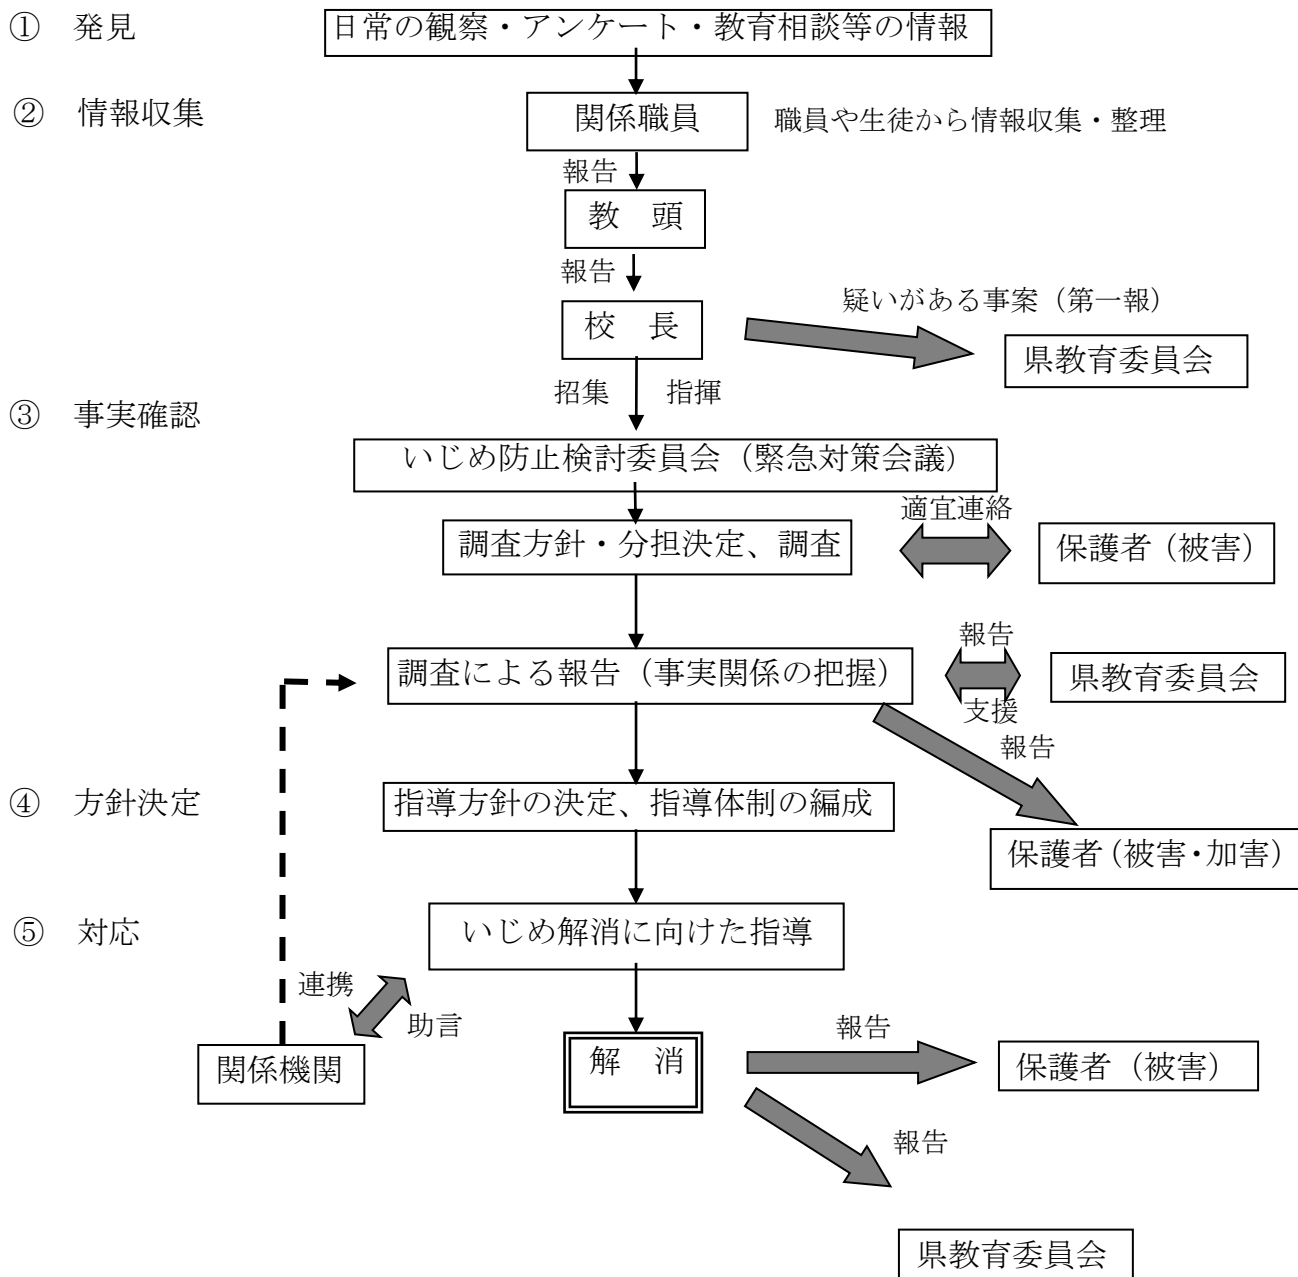 ①　発見
日常の観察・アンケート・教育相談等の情報
②　情報収集
関係職員
職員や生徒から情報収集・整理
報告
教　頭
報告
校　長
疑いがある事案（第一報）
県教育委員会
招集
指揮
③　事実確認
いじめ防止検討委員会（緊急対策会議）
調査方針・分担決定、調査
適宜連絡
保護者（被害）
調査による報告（事実関係の把握）
報告
支援
県教育委員会
報告
④　方針決定
指導方針の決定、指導体制の編成
保護者（被害・加害）
⑤　対応
いじめ解消に向けた指導
連携
助言
関係機関
解　消
報告
保護者（被害）
報告
県教育委員会